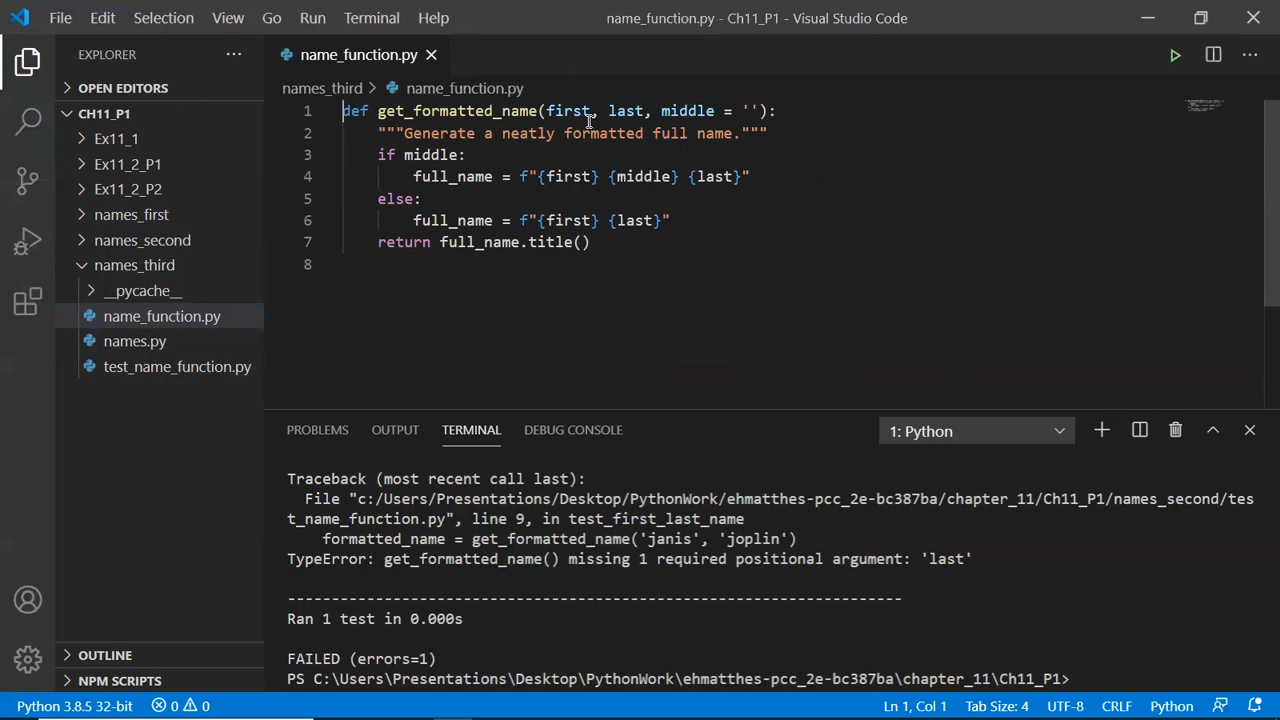 File Edit Selection View Go Run Terminal Help name_function.py - Ch11_P1 - Visual Studio Code
EXPLORER
OPEN EDITORS
CH11_P1
Ex11_1
Ex11_2_P1
Ex11_2_P2
names_first
names_second
names_third
__pycache__
name_function.py
names.py
test_name_function.py
OUTLINE
NPM SCRIPTS
name_function.py
names_third > name_function.py
1 def get_formatted_name(first, last, middle = ''):
2 """Generate a neatly formatted full name."""
3 if middle:
4 full_name = f"{first} {middle} {last}"
5 else:
6 full_name = f"{first} {last}"
7 return full_name.title()
8
PROBLEMS OUTPUT TERMINAL DEBUG CONSOLE 1: Python
Traceback (most recent call last):
File "c:/Users/Presentations/Desktop/PythonWork/ehmatthes-pcc_2e-bc387ba/chapter_11/Ch11_P1/names_second/tes
t_name_function.py", line 9, in test_first_last_name
formatted_name = get_formatted_name('janis', 'joplin')
TypeError: get_formatted_name() missing 1 required positional argument: 'last'
----------------------------------------------------------------------
Ran 1 test in 0.000s
FAILED (errors=1)
PS C:\Users\Presentations\Desktop\PythonWork\ehmatthes-pcc_2e-bc387ba\chapter_11\Ch11_P1>
Python 3.8.5 32-bit 0 0 Ln 1, Col 1 Tab Size: 4 UTF-8 CRLF Python